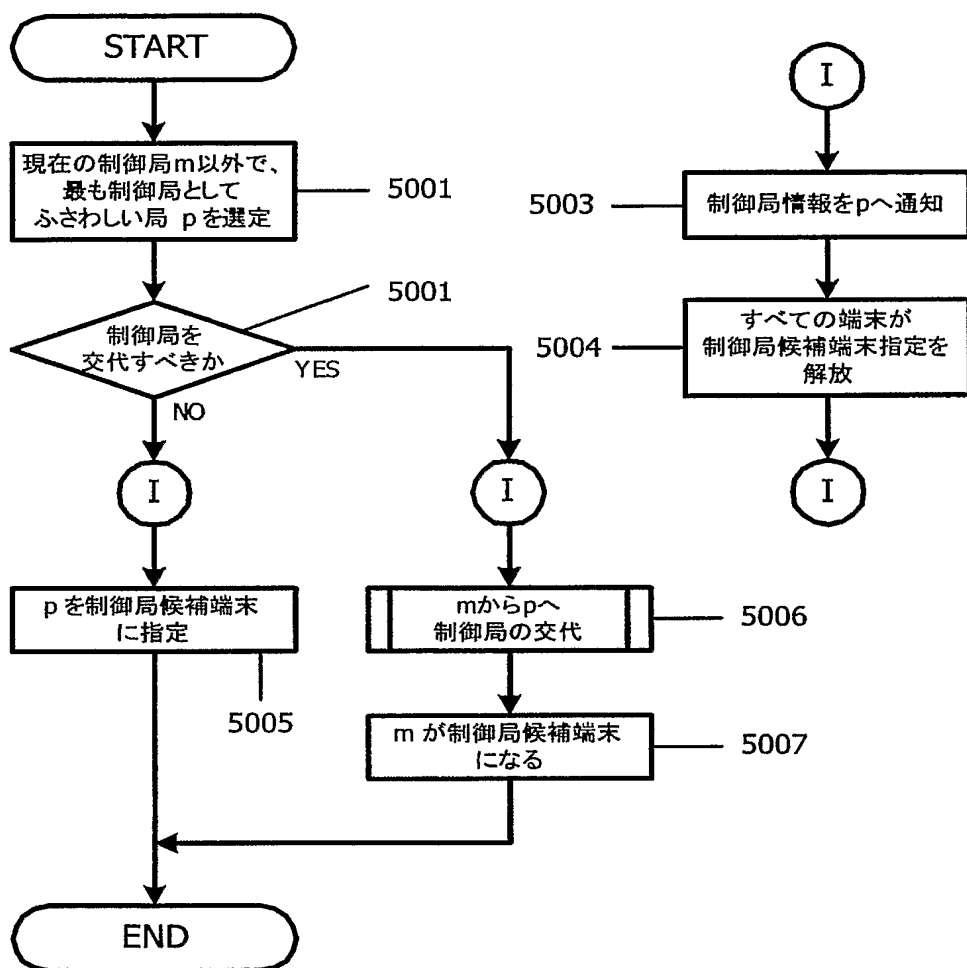 START
現在の制御局m以外で、
最も制御局として
ふさわしい局 pを選定
5001
制御局を
交代すべきか
5001
YES
NO
I
I
pを制御局候補端末
に指定
5005
mからpへ
制御局の交代
5006
mが制御局候補端末
になる
5007
END
I
制御局情報をpへ通知
5003
すべての端末が
制御局候補端末指定を
解放
5004
I